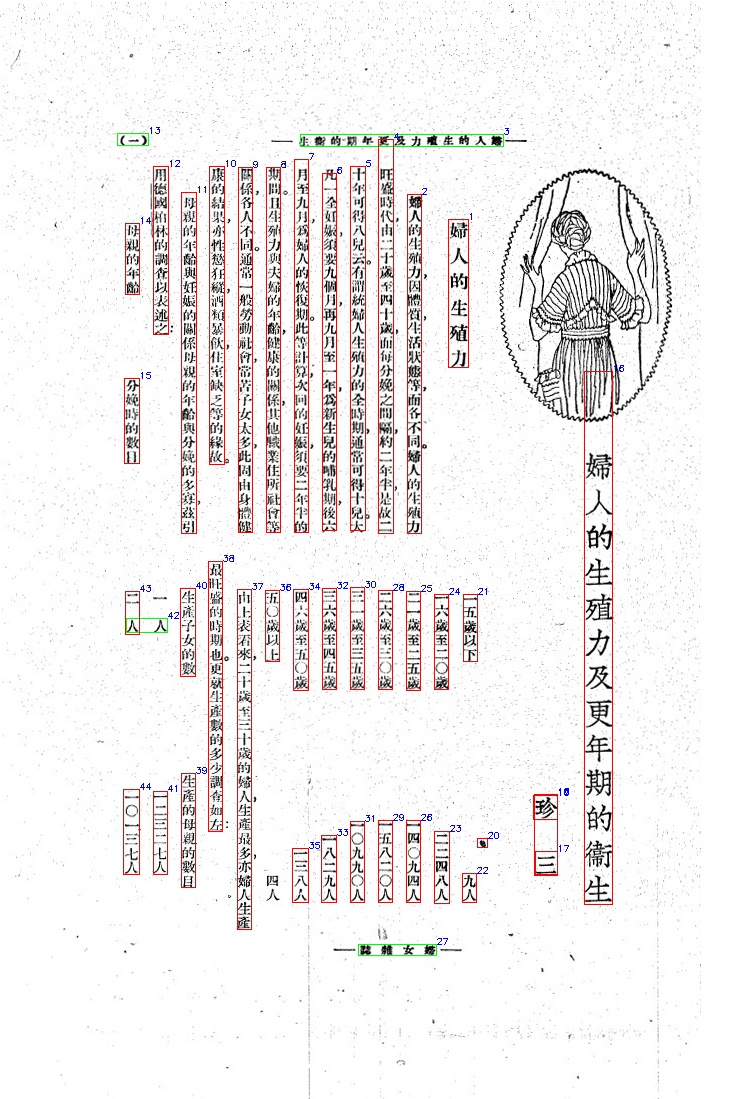 婦人的生殖力及更年期的衞生
珍三
婦人的生殖力及更年期的衞生
(一)
婦人的生殖力
婦人的生殖力因體質生活狀態等而各不同。婦人的生殖力
旺盛時代由二十歲至四十歲而每分娩之間隔約二年半是故二
十年可得八兒云。有謂統婦人生殖力的全時期通常可得十兒。大
凡一全妊娠須要九個月再九月至一年爲新生兒的哺乳期後六
月至九月爲婦人的恢復期。此等計算次回的妊娠須要二年半的
期間。且生殖力與夫婦的年齡健康的關係其他職業住所社會等
關係各人不同。通常一般勞動社會常苦子女太多此固由身體健
康的結果亦性慾狂縱酒類暴飲住室缺乏等的緣故。
母親的年齡與妊娠的關係母親的年齡與分娩的多寡茲引
用德國柏林的調查以表述之:
母親的年齡
分娩時的數目
一五歲以下
九人
一六歲至二〇歲
二二四八人
二一歲至二五歲
一四〇九四人
二六歲至三〇歲
一五八二〇人
三一歲至三五歲
一〇九九〇人
三六歲至四五歲
一八二九人
四六歲至五〇歲
一三八人
五〇歲以上
四人
由上表看來,二十歲至三十歲的婦人生產最多亦婦人生產
最旺盛的時期也。更就生產數的多少調查如左:
生產子女的數
生產的母親的數目
一人
一二三二七人
二人
一〇一三七人
婦女雜誌